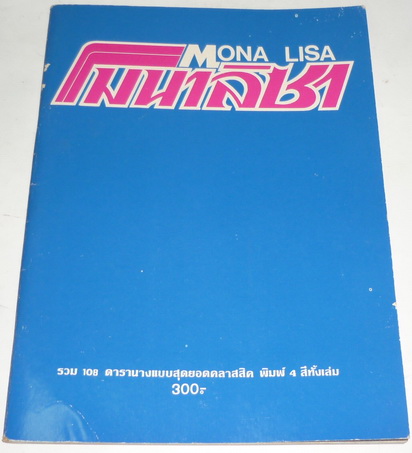 MONA LISA
โมนาลิซา
รวม 108 ดารานางแบบสุดยอดคลาสสิค พิมพ์ 4 สีทั้งเล่ม
300.-